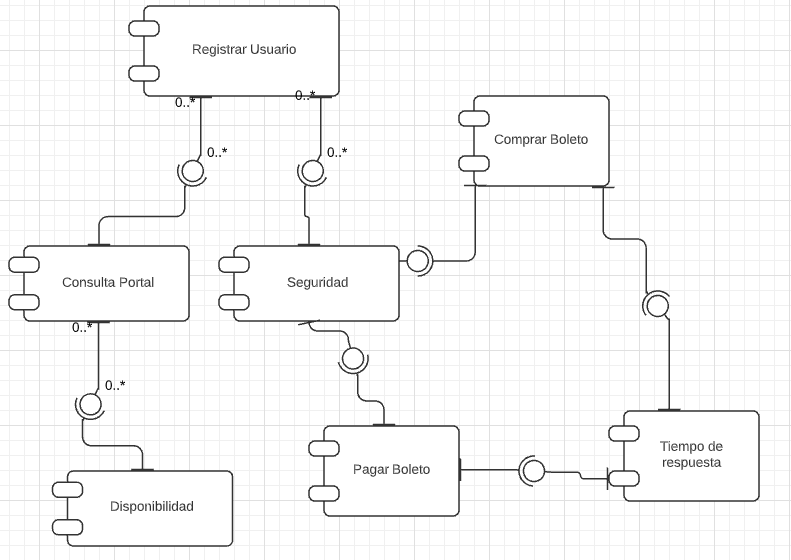 Registrar Usuario
0..*
0..*
0..*
0..*
Comprar Boleto
Consulta Portal
Seguridad
0..*
0..*
Pagar Boleto
Tiempo de
respuesta
Disponibilidad